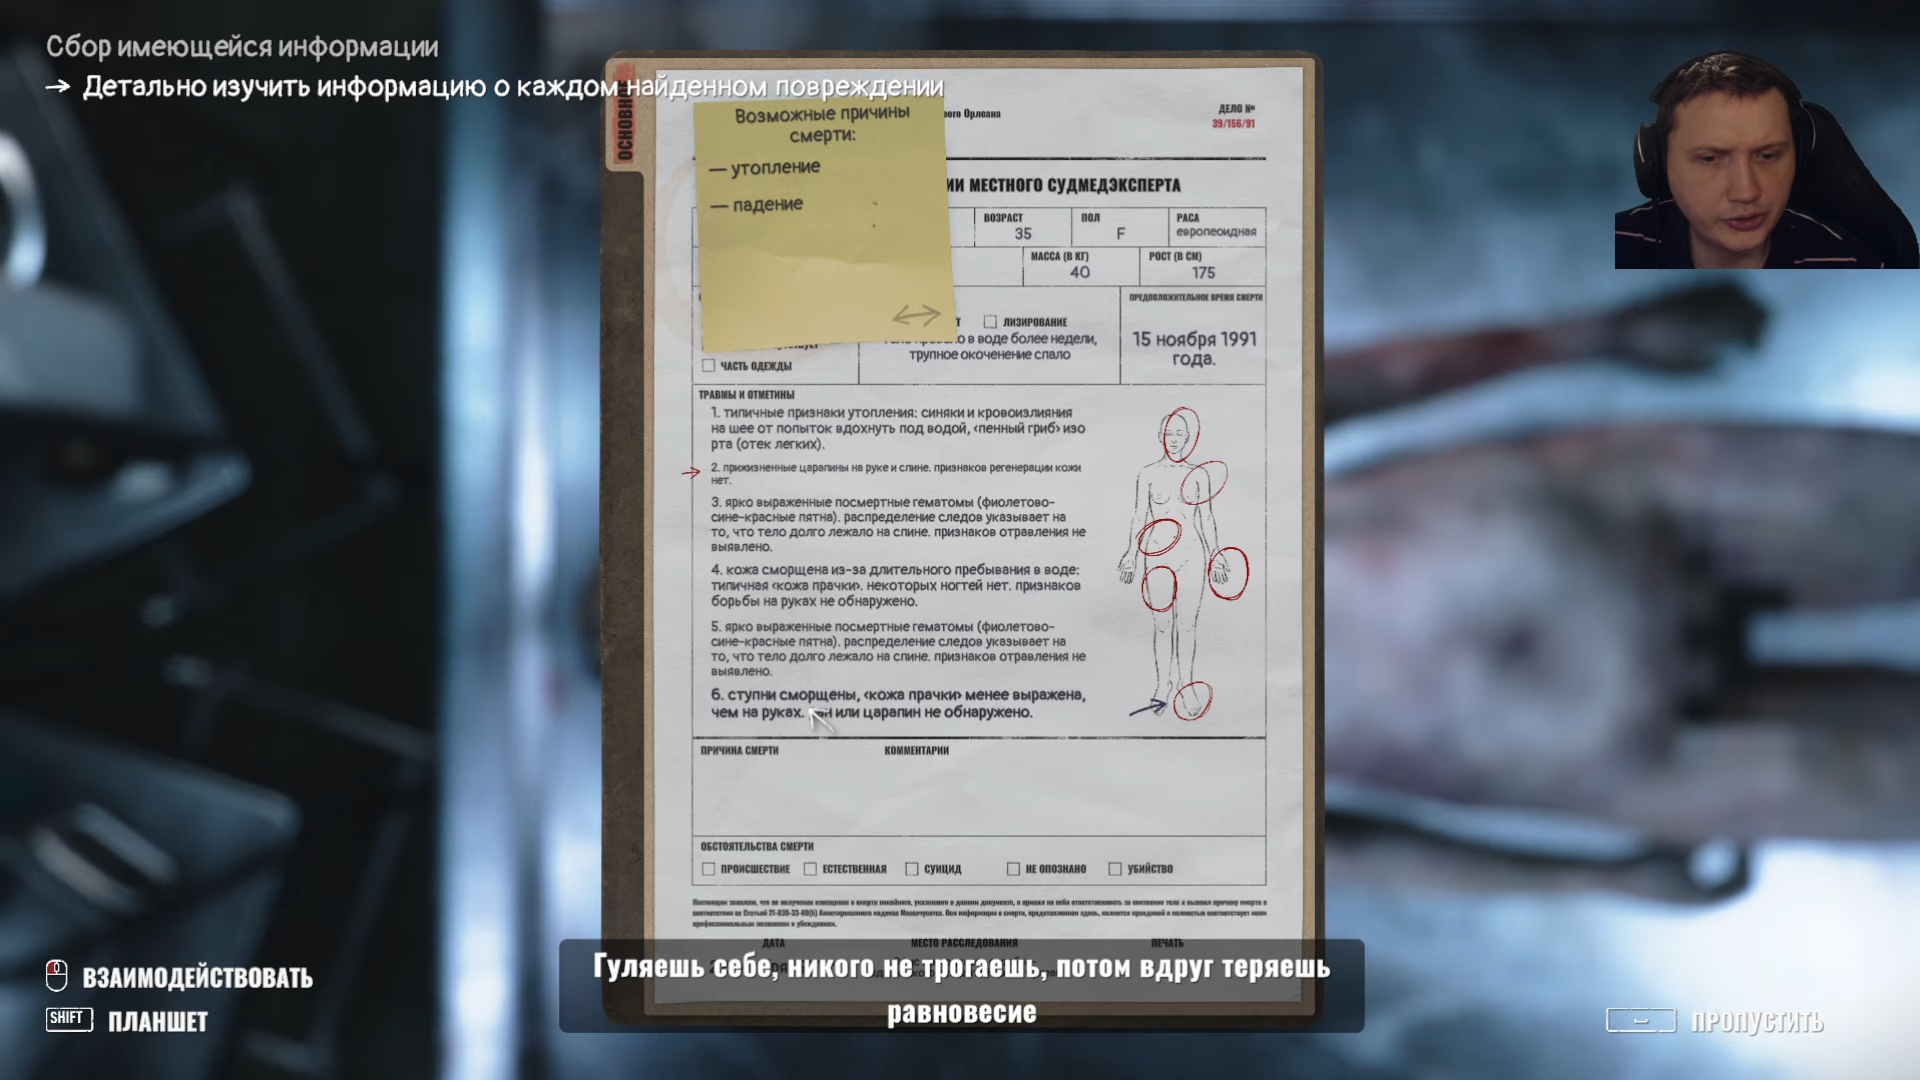 Сбор имеющейся информации
→ Детально изучить информацию о каждом найденном повреждении
ОСНОВН
Возможные причины
смерти:
— утопление
— падение
вого Орлеана
ДЕЛО №
39/156/91
ИИ МЕСТНОГО СУДМЕДЭКСПЕРТА
ВОЗРАСТ
35
ПОЛ
F
РАСА
европеоидная
МАССА (В КГ)
40
РОСТ (В СМ)
175
ПРЕДПОЛОЖИТЕЛЬНОЕ ВРЕМЯ СМЕРТИ
15 ноября 1991
года.
ЛИЗИРОВАНИЕ
в воде более недели,
трупное окоченение спало
ЧАСТЬ ОДЕЖДЫ
ТРАВМЫ И ОТМЕТИНЫ
1. типичные признаки утопления: синяки и кровоизлияния
на шее от попыток вдохнуть под водой, «пенный гриб» изо
рта (отек легких).
2. прижизненные царапины на руке и спине. признаков регенерации кожи
нет.
3. ярко выраженные посмертные гематомы (фиолетово-
сине-красные пятна). распределение следов указывает на
то, что тело долго лежало на спине. признаков отравления не
выявлено.
4. кожа сморщена из-за длительного пребывания в воде:
типичная «кожа прачки». некоторых ногтей нет. признаков
борьбы на руках не обнаружено.
5. ярко выраженные посмертные гематомы (фиолетово-
сине-красные пятна). распределение следов указывает на
то, что тело долго лежало на спине. признаков отравления не
выявлено.
6. ступни сморщены, «кожа прачки» менее выражена,
чем на руках. или царапин не обнаружено.
ПРИЧИНА СМЕРТИ
КОММЕНТАРИИ
ОБСТОЯТЕЛЬСТВА СМЕРТИ
ПРОИСШЕСТВИЕ
ЕСТЕСТВЕННАЯ
СУИЦИД
НЕ ОПОЗНАНО
УБИЙСТВО
ДАТА
МЕСТО РАССЛЕДОВАНИЯ
ПЕЧАТЬ
Гуляешь себе, никого не трогаешь, потом вдруг теряешь
равновесие
ВЗАИМОДЕЙСТВОВАТЬ
SHIFT ПЛАНШЕТ
ПРОПУСТИТЬ